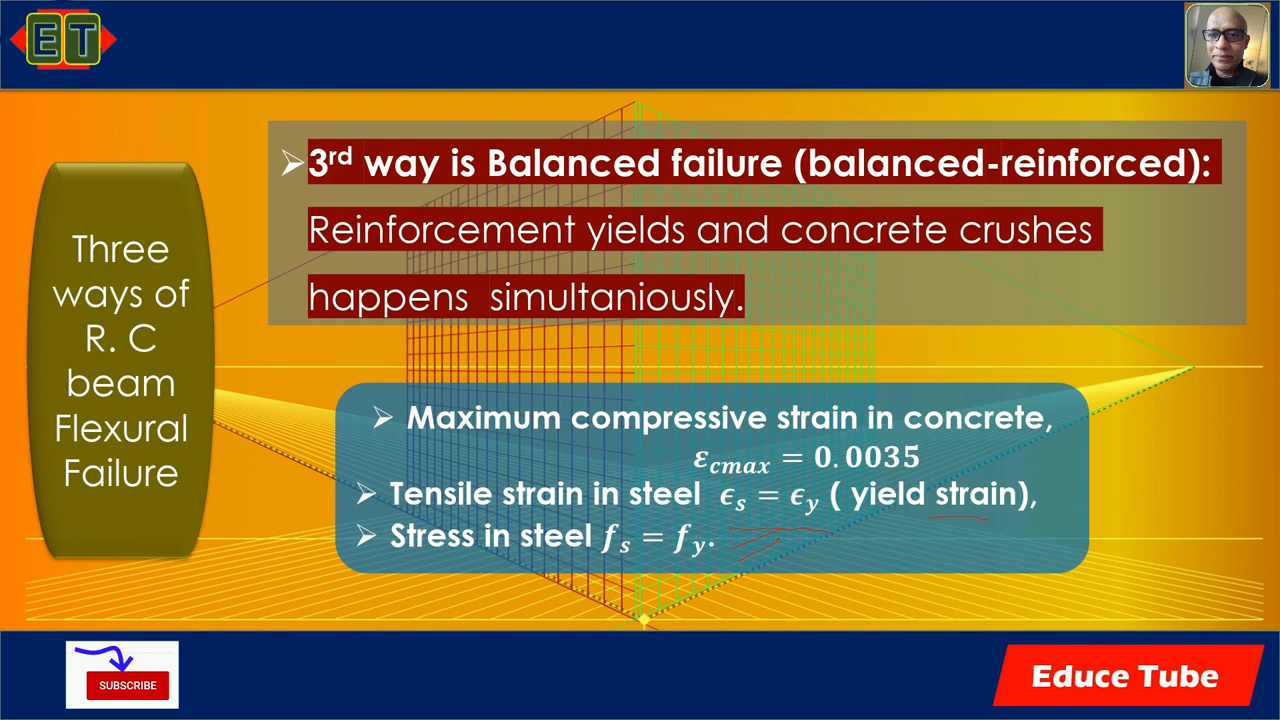 ET
➢3rd way is Balanced failure (balanced-reinforced):
Reinforcement yields and concrete crushes
happens simultaniously.
Three
ways of
R. C
beam
Flexural
Failure
➢ Maximum compressive strain in concrete,
𝜺𝒄𝒎𝒂𝒙 = 𝟎.𝟎𝟎𝟑𝟓
➢ Tensile strain in steel 𝝐𝒔 = 𝝐𝒚 ( yield strain),
➢ Stress in steel 𝒇𝒔 = 𝒇𝒚.
SUBSCRIBE
Educe Tube